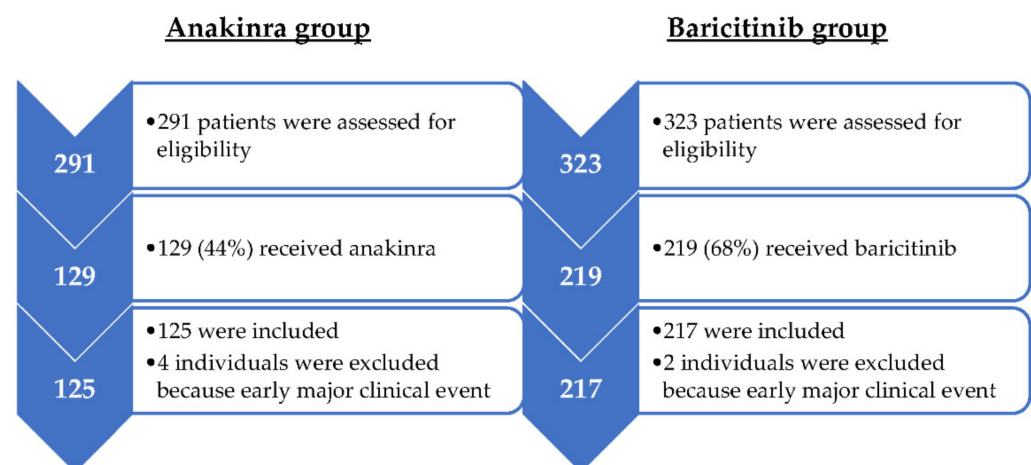 Anakinra group
291
•291 patients were assessed for
eligibility
129
•129 (44%) received anakinra
125
•125 were included
•4 individuals were excluded
because early major clinical event
Baricitinib group
323
•323 patients were assessed for
eligibility
219
•219 (68%) received baricitinib
217
•217 were included
•2 individuals were excluded
because early major clinical event